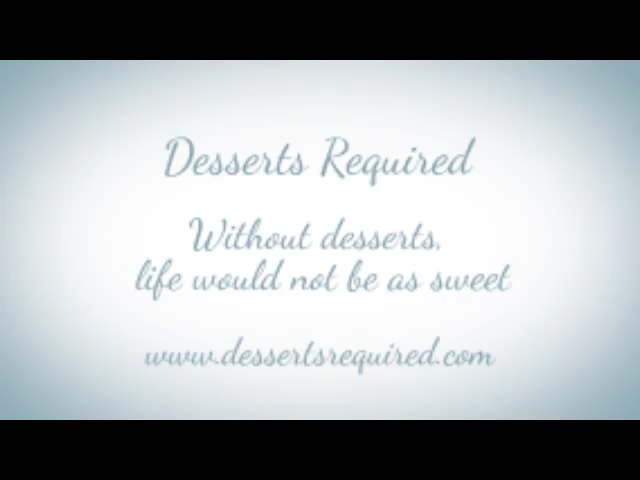 Desserts Required
Without desserts,
life would not be as sweet
www.dessertsrequired.com